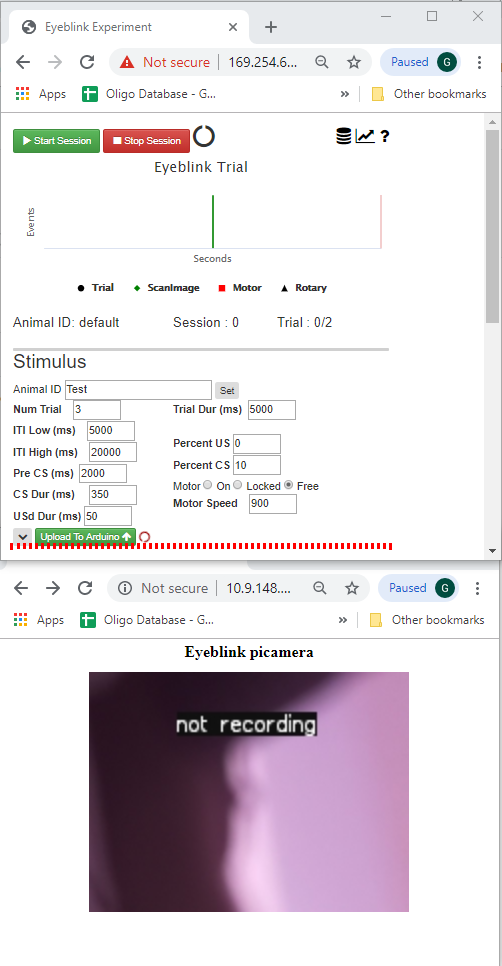 Eyeblink Experiment
Not secure 169.254.6... Paused G
Apps Oligo Database - G... » Other bookmarks
Start Session Stop Session ?
Eyeblink Trial
Events
Seconds
Trial ScanImage Motor Rotary
Animal ID: default Session : 0 Trial : 0/2
Stimulus
Animal ID Test Set
Num Trial 3 Trial Dur (ms) 5000
ITI Low (ms) 5000
Percent US 0
ITI High (ms) 20000
Percent CS 10
Pre CS (ms) 2000
Motor On Locked Free
CS Dur (ms) 350
Motor Speed 900
USd Dur (ms) 50
Upload To Arduino
Not secure 10.9.148.... Paused G
Apps Oligo Database - G... » Other bookmarks
Eyeblink picamera
not recording